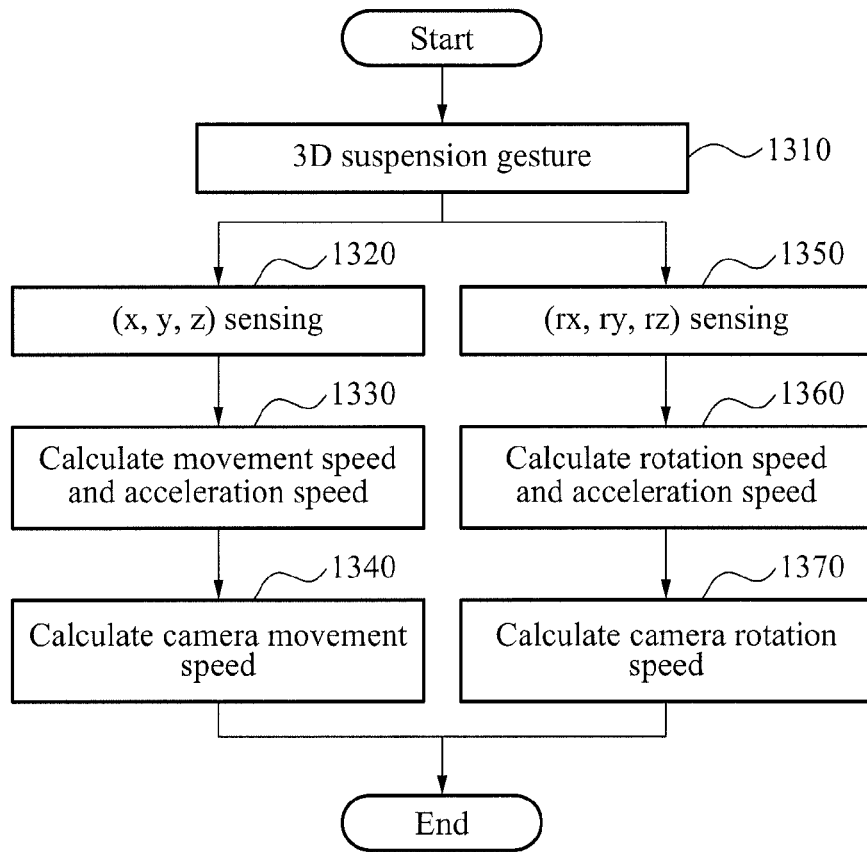 Start
3D suspension gesture
1310
1320
(x, y, z) sensing
1330
Calculate movement speed
and acceleration speed
1340
Calculate camera movement
speed
1350
(rx, ry, rz) sensing
1360
Calculate rotation speed
and acceleration speed
1370
Calculate camera rotation
speed
End